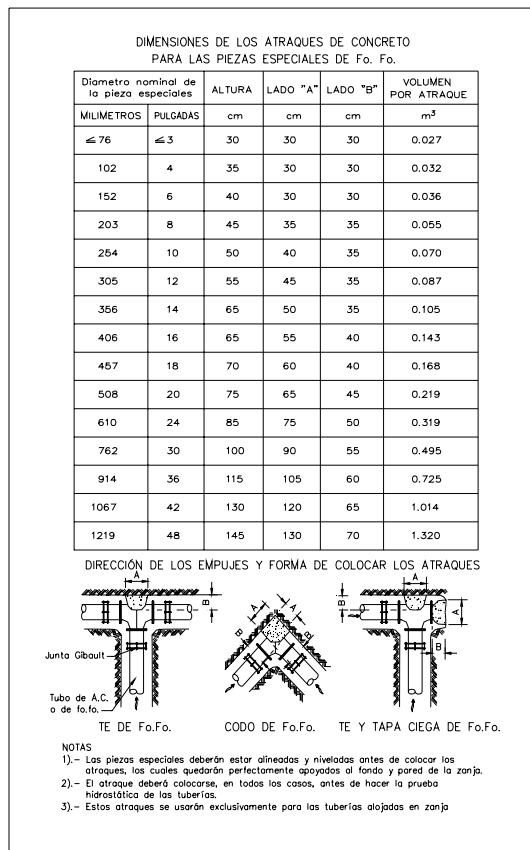 DIMENSIONES DE LOS ATRAQUES DE CONCRETO
PARA LAS PIEZAS ESPECIALES DE Fo. Fo.
Diametro nominal de la pieza especiales ALTURA LADO "A" LADO "B" VOLUMEN POR ATRAQUE
MILIMETROS PULGADAS cm cm cm m³
≤ 76 ≤ 3 30 30 30 0.027
102 4 35 30 30 0.032
152 6 40 30 30 0.036
203 8 45 35 35 0.055
254 10 50 40 35 0.070
305 12 55 45 35 0.087
356 14 65 50 35 0.105
406 16 65 55 40 0.143
457 18 70 60 40 0.168
508 20 75 65 45 0.219
610 24 85 75 50 0.319
762 30 100 90 55 0.495
914 36 115 105 60 0.725
1067 42 130 120 65 1.014
1219 48 145 130 70 1.320
DIRECCIÓN DE LOS EMPUJES Y FORMA DE COLOCAR LOS ATRAQUES
A
B
A A
B B
A
B
A
B
Junta Gibault
Tubo de A.C.
o de fo.fo.
TE DE Fo.Fo. CODO DE Fo.Fo. TE Y TAPA CIEGA DE Fo.Fo.
NOTAS
1).- Las piezas especiales deberán estar alineadas y niveladas antes de colocar los
atraques, los cuales quedarán perfectamente apoyados al fondo y pared de la zanja.
2).- El atraque deberá colocarse, en todos los casos, antes de hacer la prueba
hidrostática de las tuberías.
3).- Estos atraques se usarán exclusivamente para las tuberías alojadas en zanja